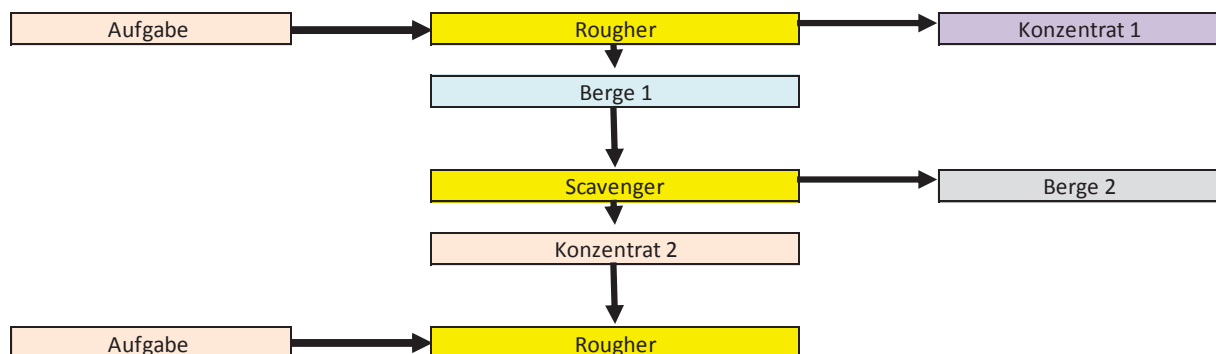 Aufgabe
Rougher
Konzentrat 1
Berge 1
Scavenger
Berge 2
Konzentrat 2
Aufgabe
Rougher